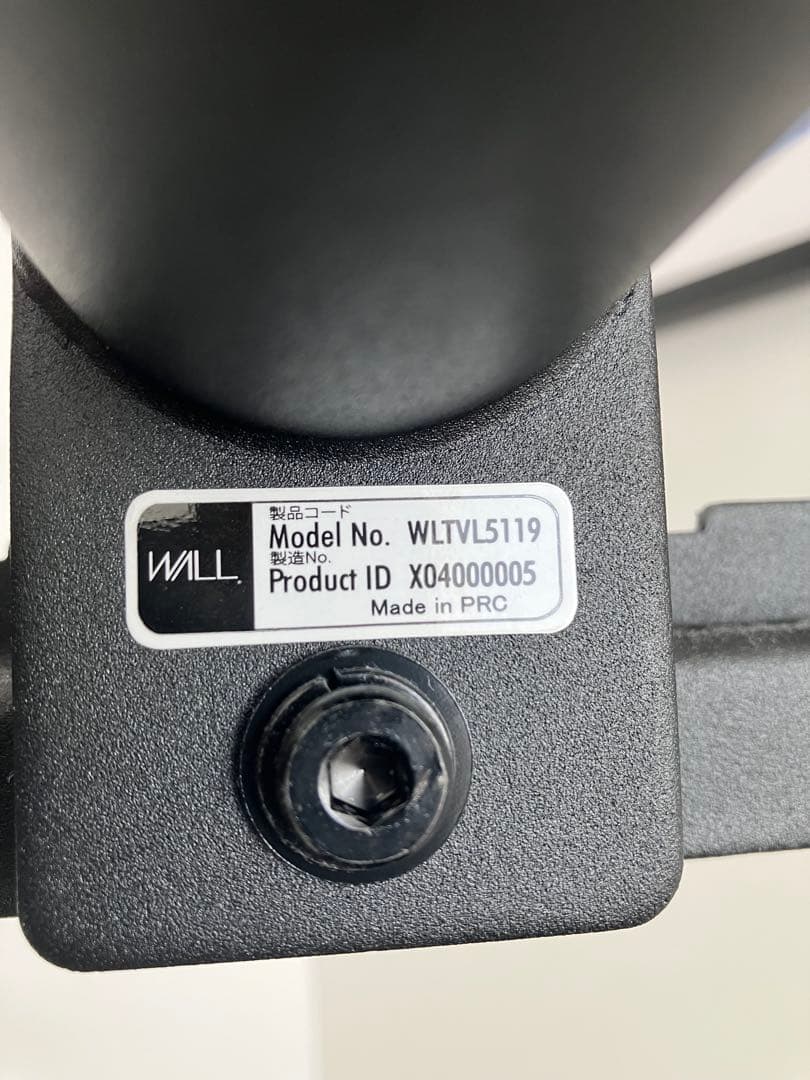 WALL®
製品コード
Model No. WLTVL5119
製造No.
Product ID X04000005
Made in PRC